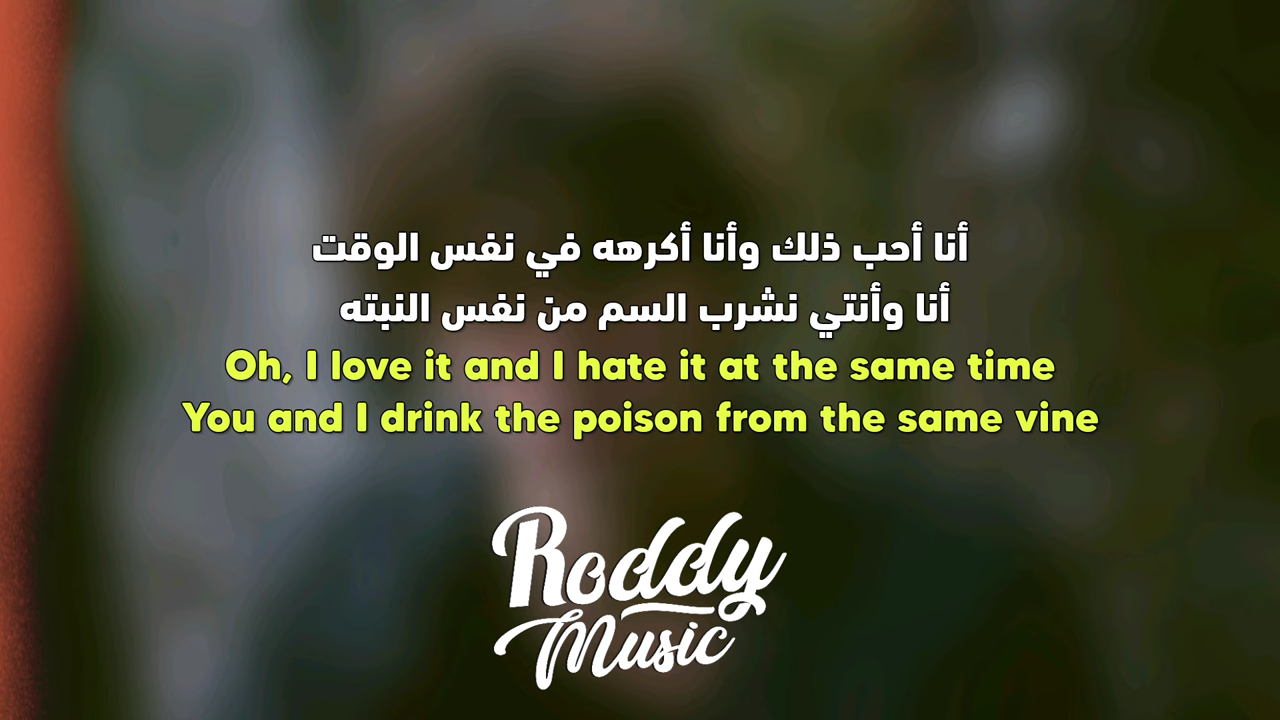 أنا أحب ذلك وأنا أكرهه في نفس الوقت
أنا وأنتي نشرب السم من نفس النبته
Oh, I love it and I hate it at the same time
You and I drink the poison from the same vine
Roddy
Music